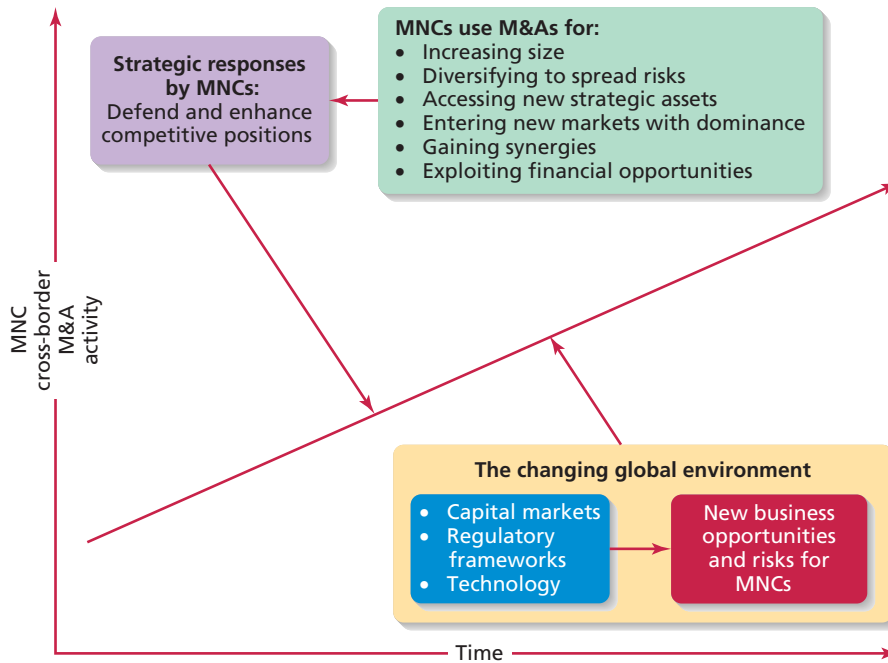 Strategic responses
by MNCs:
Defend and enhance
competitive positions
MNCs use M&As for:
• Increasing size
• Diversifying to spread risks
• Accessing new strategic assets
• Entering new markets with dominance
• Gaining synergies
• Exploiting financial opportunities
MNC
cross-border
M&A
activity
The changing global environment
• Capital markets
• Regulatory
frameworks
• Technology
New business
opportunities
and risks for
MNCs
Time